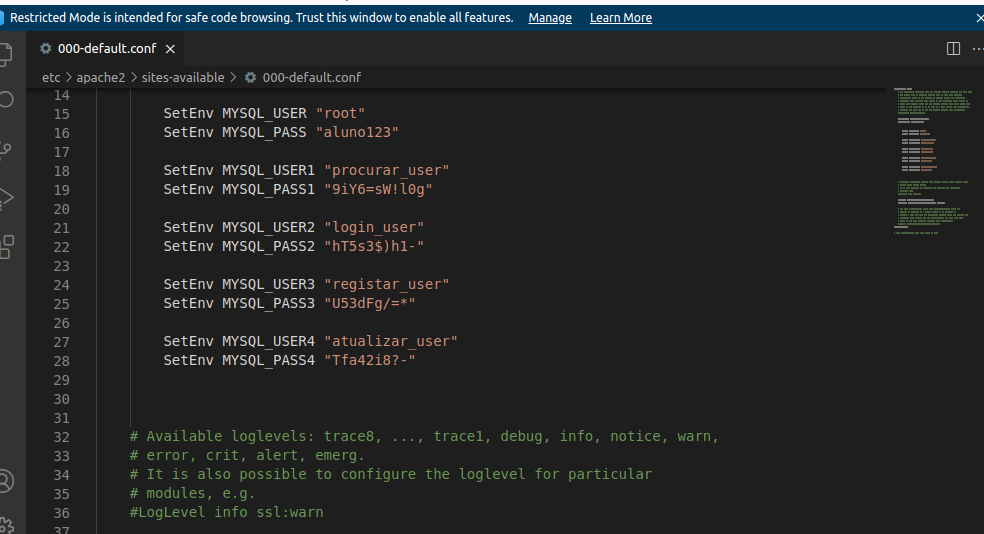 Restricted Mode is intended for safe code browsing. Trust this window to enable all features. Manage Learn More
000-default.conf
etc > apache2 > sites-available > 000-default.conf
14
15 SetEnv MYSQL_USER "root"
16 SetEnv MYSQL_PASS "aluno123"
17
18 SetEnv MYSQL_USER1 "procurar_user"
19 SetEnv MYSQL_PASS1 "9iY6=sW!l0g"
20
21 SetEnv MYSQL_USER2 "login_user"
22 SetEnv MYSQL_PASS2 "hT5s3$)h1-"
23
24 SetEnv MYSQL_USER3 "registar_user"
25 SetEnv MYSQL_PASS3 "U53dFg/=*"
26
27 SetEnv MYSQL_USER4 "atualizar_user"
28 SetEnv MYSQL_PASS4 "Tfa42i8?-"
29
30
31
32 # Available loglevels: trace8, ..., trace1, debug, info, notice, warn,
33 # error, crit, alert, emerg.
34 # It is also possible to configure the loglevel for particular
35 # modules, e.g.
36 #LogLevel info ssl:warn
37